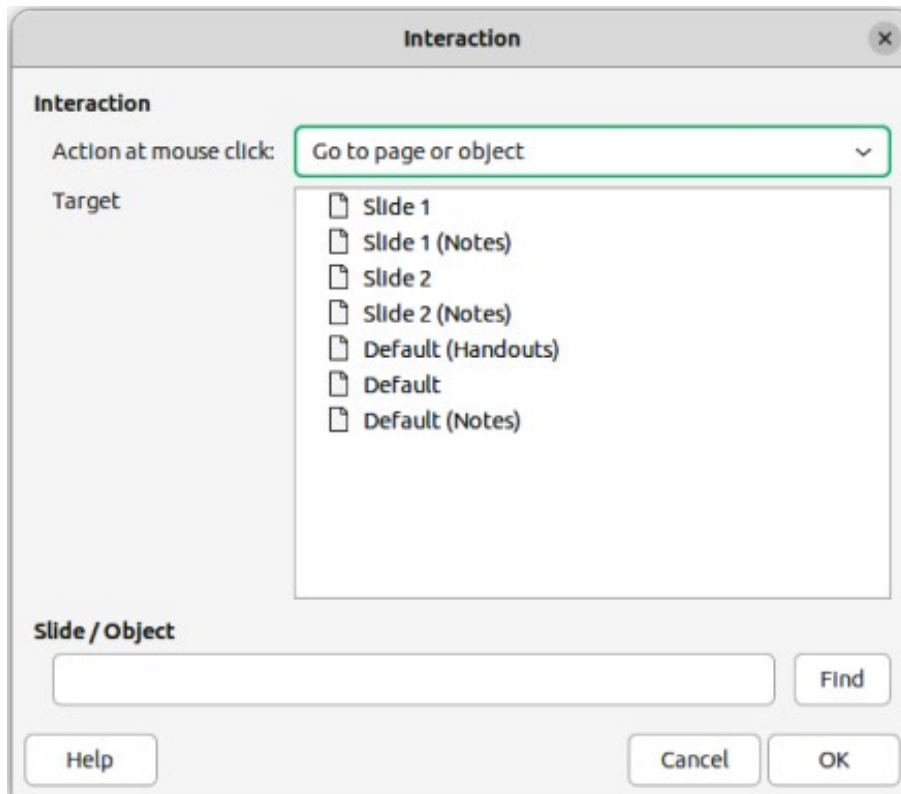 Interaction
Interaction
Action at mouse click: Go to page or object
Target
Slide 1
Slide 1 (Notes)
Slide 2
Slide 2 (Notes)
Default (Handouts)
Default
Default (Notes)
Slide / Object
Find
Help Cancel OK